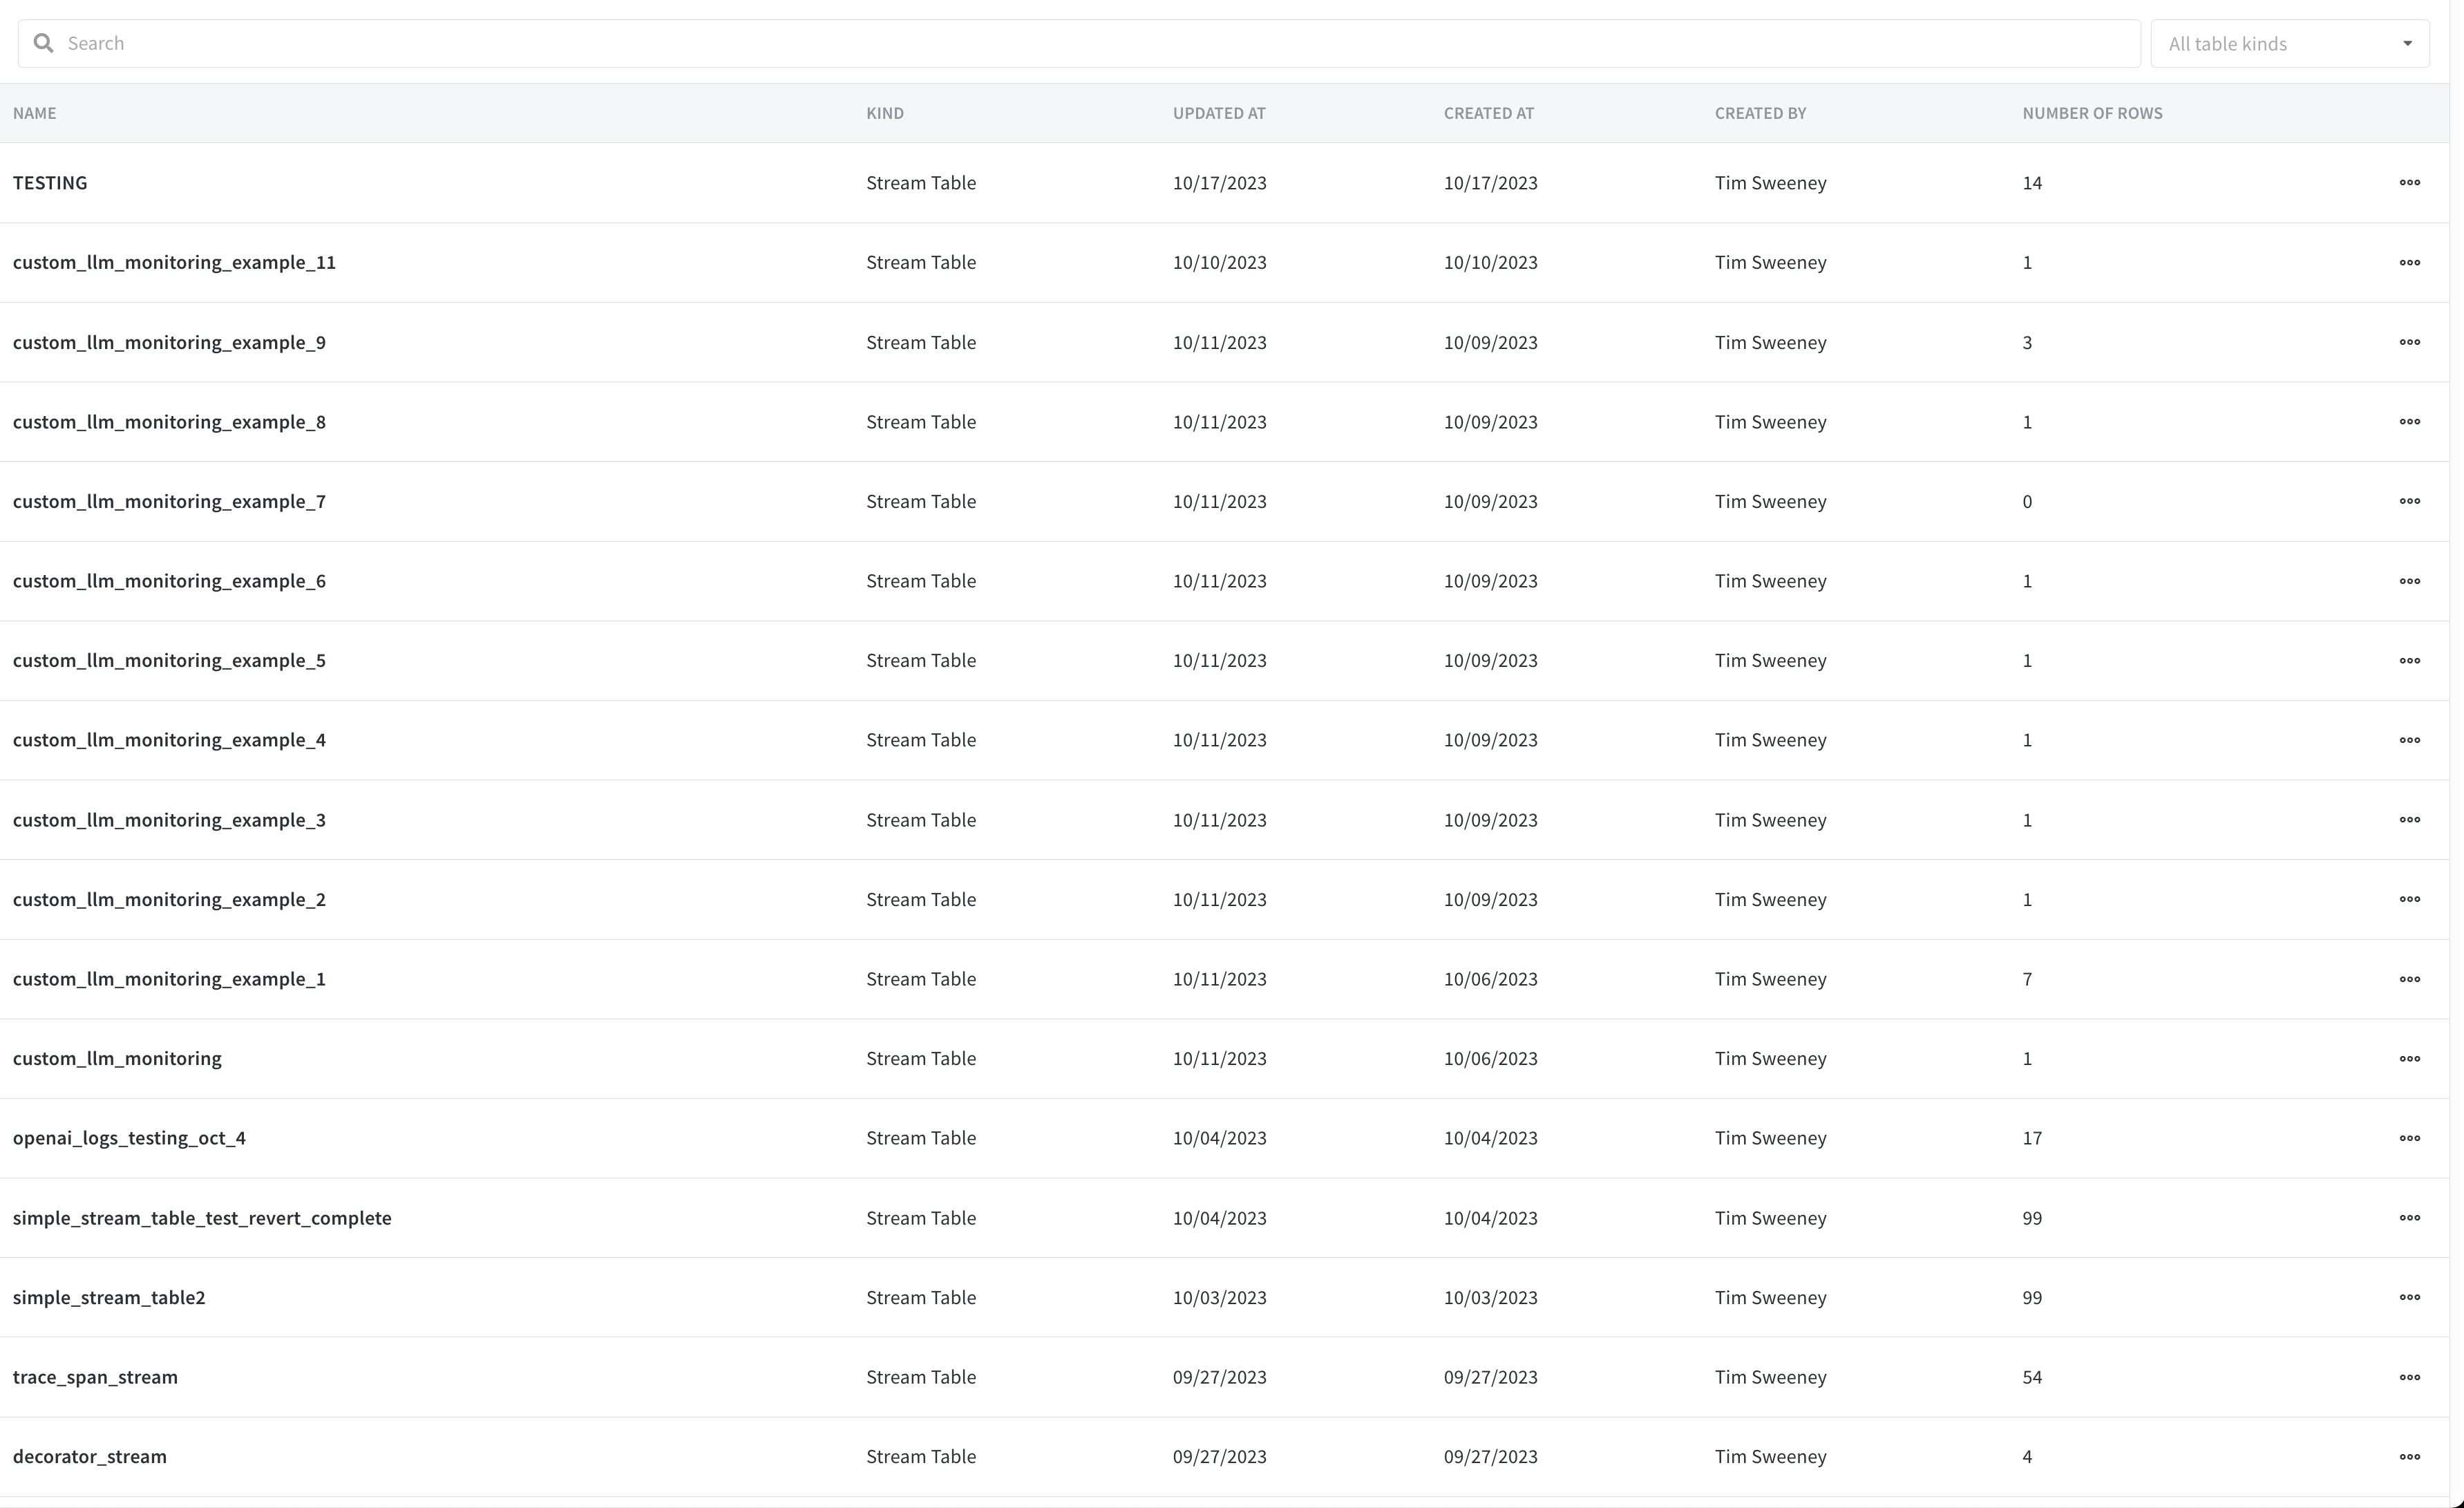 Search All table kinds
NAME KIND UPDATED AT CREATED AT CREATED BY NUMBER OF ROWS
TESTING Stream Table 10/17/2023 10/17/2023 Tim Sweeney 14
custom_llm_monitoring_example_11 Stream Table 10/10/2023 10/10/2023 Tim Sweeney 1
custom_llm_monitoring_example_9 Stream Table 10/11/2023 10/09/2023 Tim Sweeney 3
custom_llm_monitoring_example_8 Stream Table 10/11/2023 10/09/2023 Tim Sweeney 1
custom_llm_monitoring_example_7 Stream Table 10/11/2023 10/09/2023 Tim Sweeney 0
custom_llm_monitoring_example_6 Stream Table 10/11/2023 10/09/2023 Tim Sweeney 1
custom_llm_monitoring_example_5 Stream Table 10/11/2023 10/09/2023 Tim Sweeney 1
custom_llm_monitoring_example_4 Stream Table 10/11/2023 10/09/2023 Tim Sweeney 1
custom_llm_monitoring_example_3 Stream Table 10/11/2023 10/09/2023 Tim Sweeney 1
custom_llm_monitoring_example_2 Stream Table 10/11/2023 10/09/2023 Tim Sweeney 1
custom_llm_monitoring_example_1 Stream Table 10/11/2023 10/06/2023 Tim Sweeney 7
custom_llm_monitoring Stream Table 10/11/2023 10/06/2023 Tim Sweeney 1
openai_logs_testing_oct_4 Stream Table 10/04/2023 10/04/2023 Tim Sweeney 17
simple_stream_table_test_revert_complete Stream Table 10/04/2023 10/04/2023 Tim Sweeney 99
simple_stream_table2 Stream Table 10/03/2023 10/03/2023 Tim Sweeney 99
trace_span_stream Stream Table 09/27/2023 09/27/2023 Tim Sweeney 54
decorator_stream Stream Table 09/27/2023 09/27/2023 Tim Sweeney 4